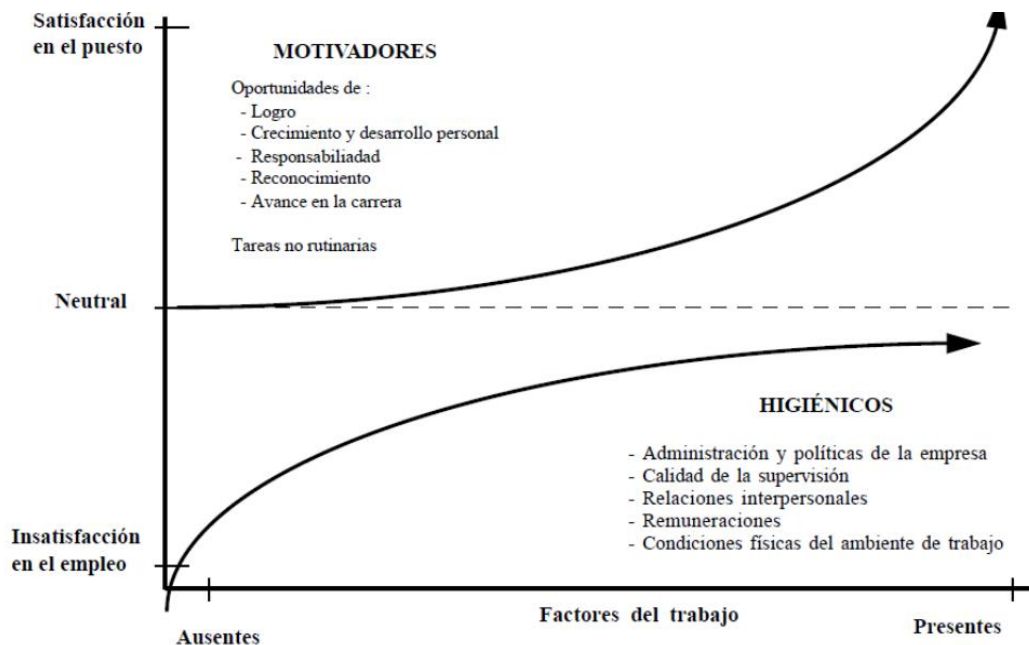 Satisfacción
en el puesto
MOTIVADORES
Oportunidades de :
- Logro
- Crecimiento y desarrollo personal
- Responsabiliadad
- Reconocimiento
- Avance en la carrera
Tareas no rutinarias
Neutral
HIGIÉNICOS
- Administración y políticas de la empresa
- Calidad de la supervisión
- Relaciones interpersonales
- Remuneraciones
- Condiciones físicas del ambiente de trabajo
Insatisfacción
en el empleo
Ausentes
Factores del trabajo
Presentes